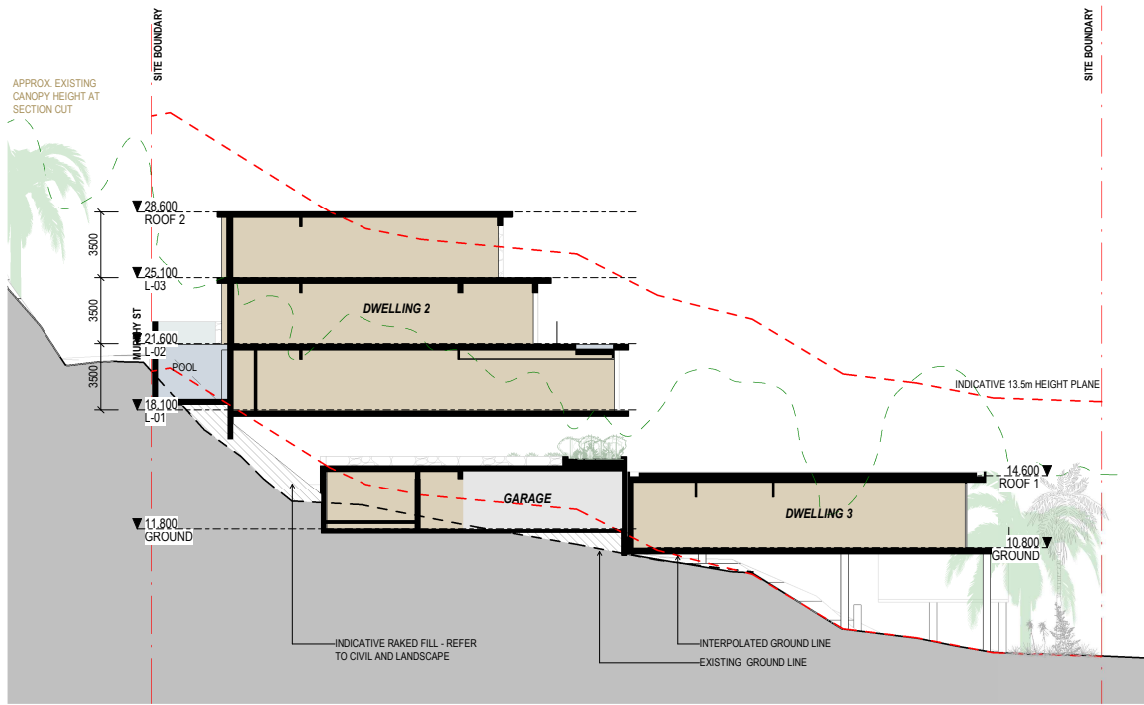 SITE BOUNDARY
SITE BOUNDARY
APPROX. EXISTING
CANOPY HEIGHT AT
SECTION CUT
28,600
ROOF 2
3500
25,100
L-03
3500
DWELLING 2
21,600
L-02
MURPHY ST
3500
POOL
18,100
L-01
INDICATIVE 13.5m HEIGHT PLANE
14,600
ROOF 1
GARAGE
DWELLING 3
11,800
GROUND
10,800
GROUND
INDICATIVE RAKED FILL - REFER
TO CIVIL AND LANDSCAPE
INTERPOLATED GROUND LINE
EXISTING GROUND LINE